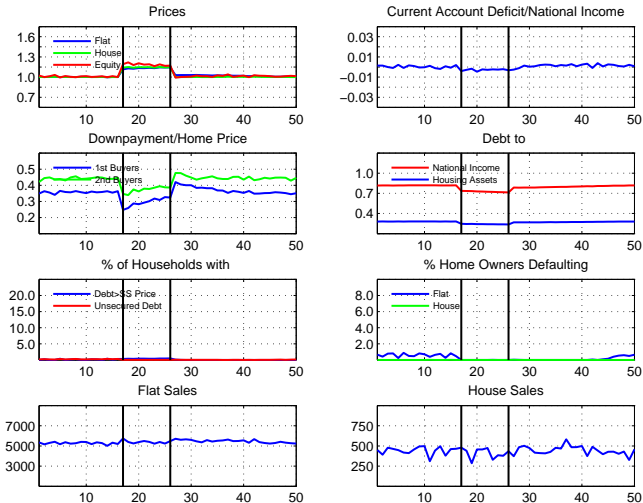 Prices
1.6
1.3
1.0
0.7
Flat
House
Equity
10 20 30 40 50
Current Account Deficit/National Income
0.03
0.01
−0.01
−0.03
10 20 30 40 50
Downpayment/Home Price
0.5
0.4
0.3
0.2
1st Buyers
2nd Buyers
10 20 30 40 50
Debt to
1.0
0.7
0.4
National Income
Housing Assets
10 20 30 40 50
% of Households with
20.0
15.0
10.0
5.0
Debt>SS Price
Unsecured Debt
10 20 30 40 50
% Home Owners Defaulting
8.0
6.0
4.0
2.0
Flat
House
10 20 30 40 50
Flat Sales
7000
5000
3000
10 20 30 40 50
House Sales
750
500
250
10 20 30 40 50